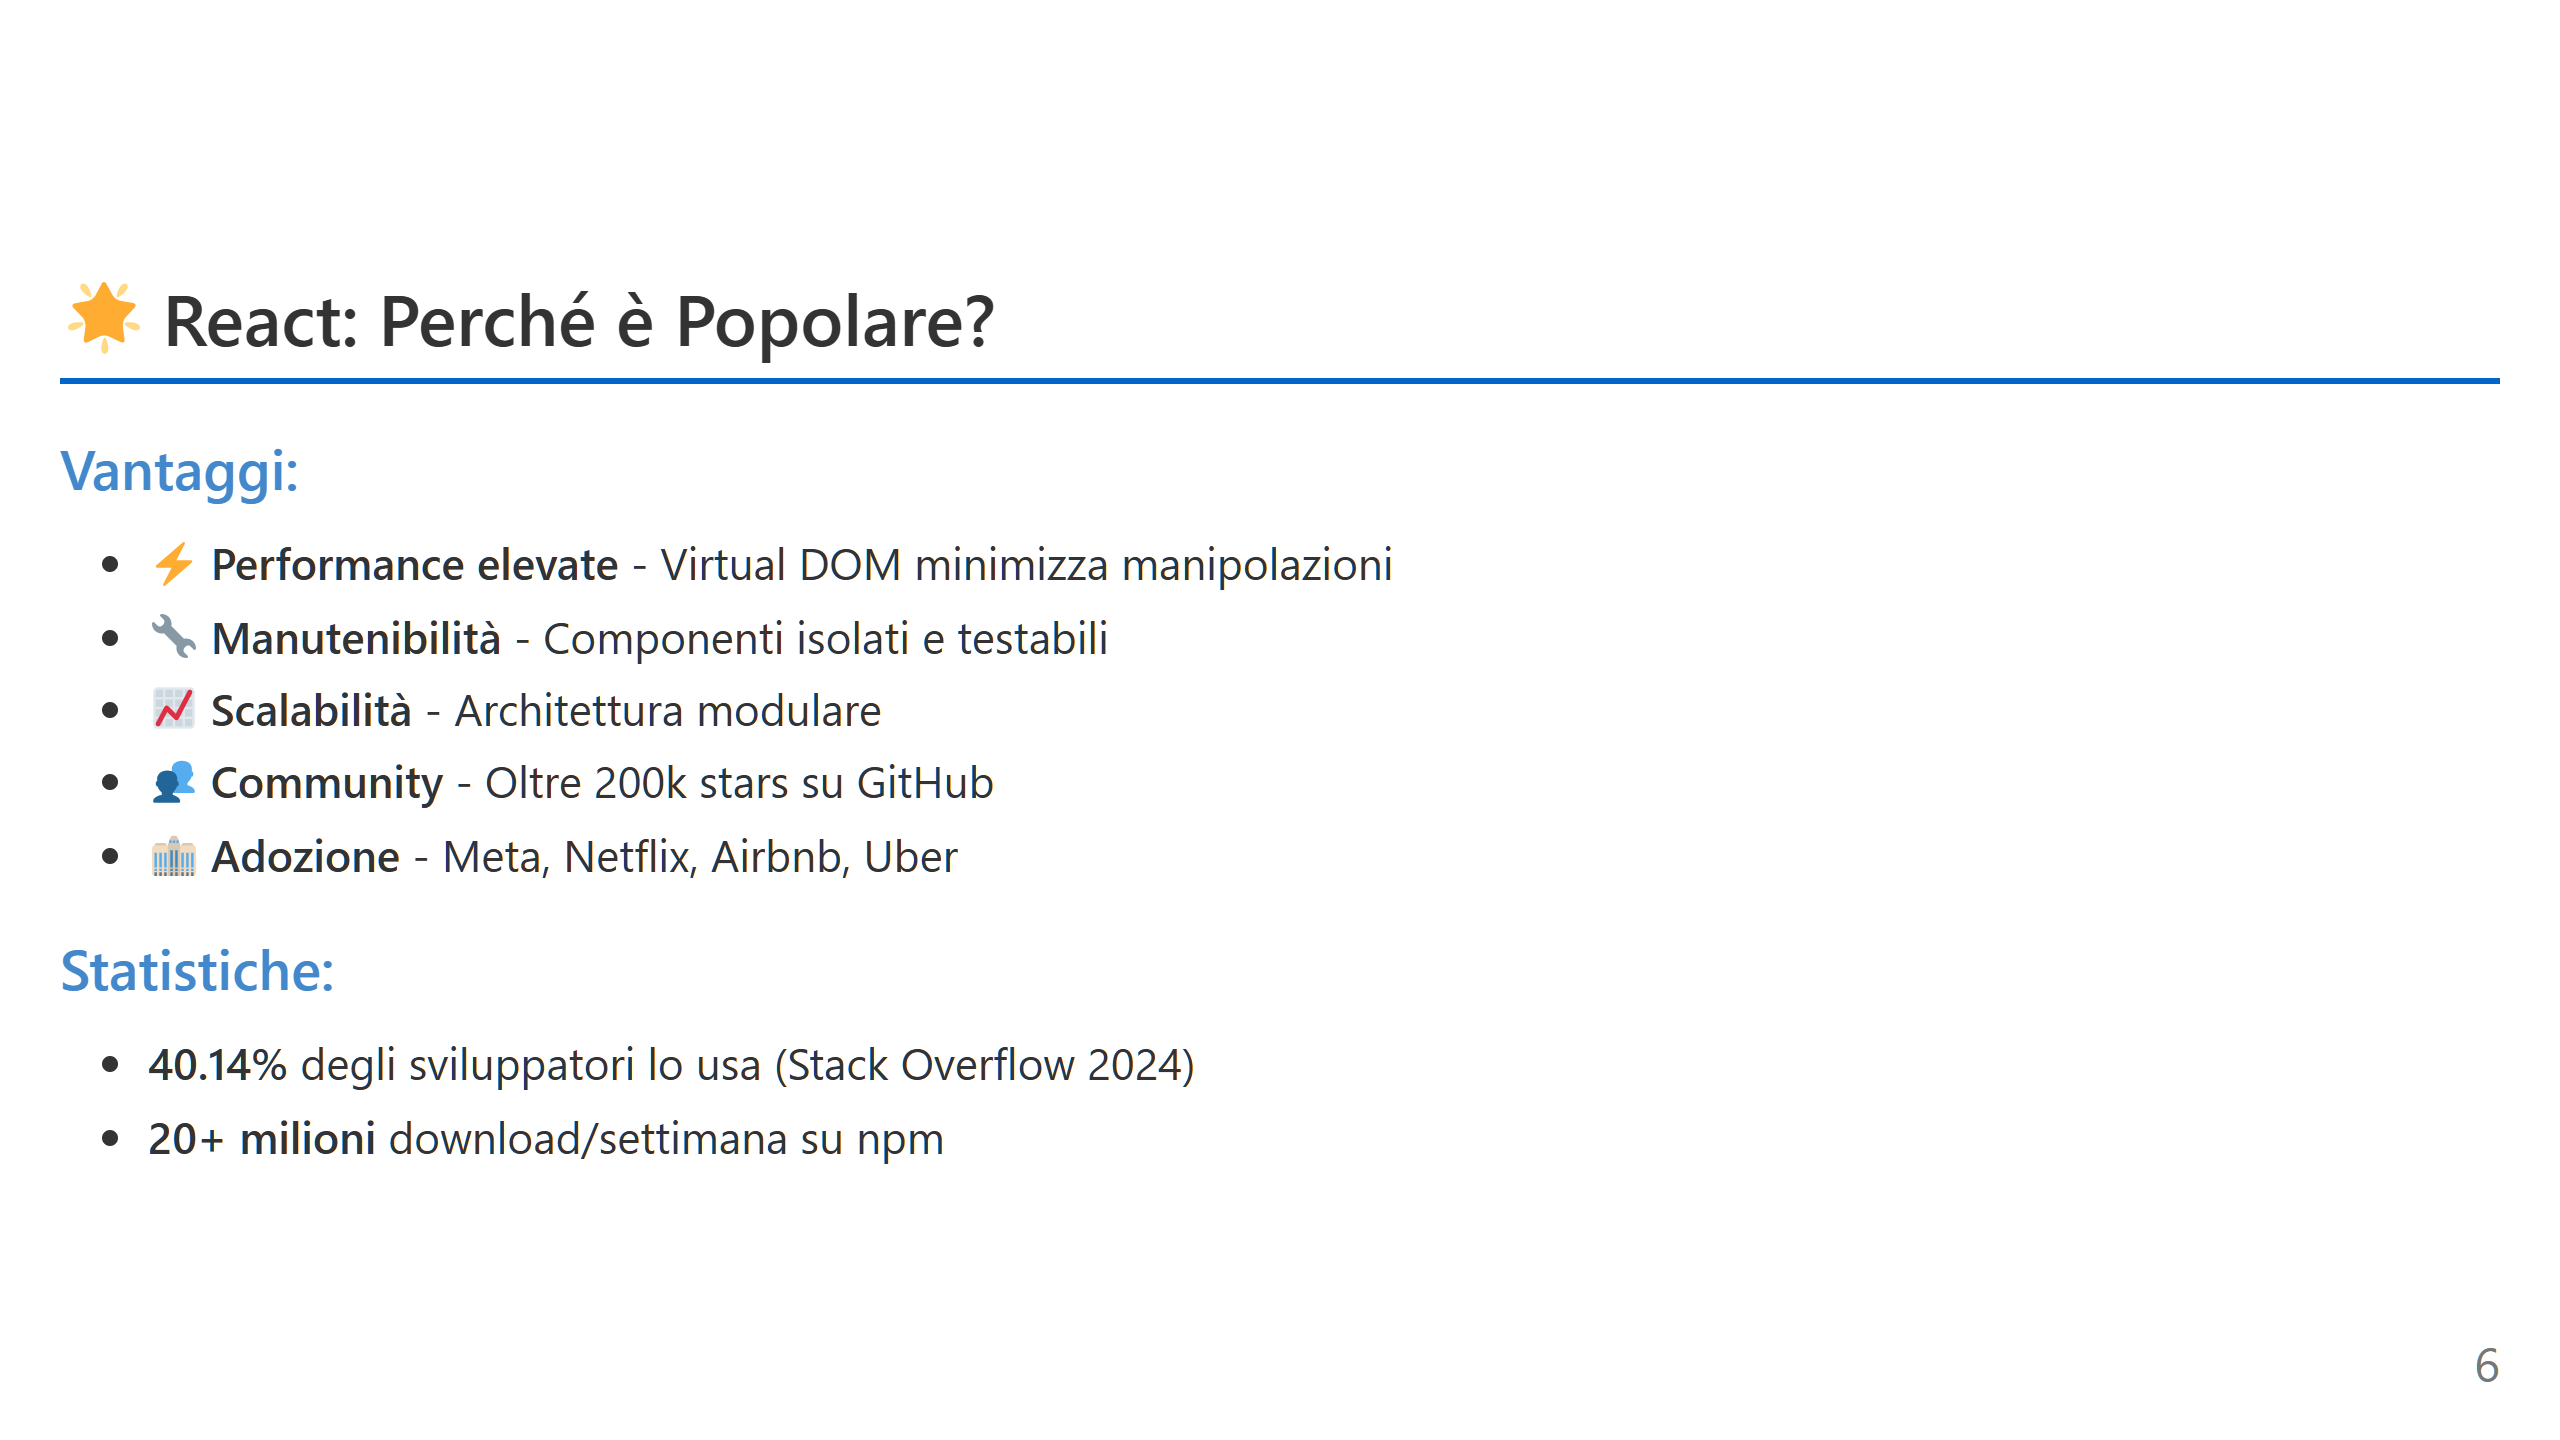 🌟 React: Perché è Popolare?
Vantaggi:
• ⚡ Performance elevate - Virtual DOM minimizza manipolazioni
• 🔧 Manutenibilità - Componenti isolati e testabili
• 📈 Scalabilità - Architettura modulare
• 👥 Community - Oltre 200k stars su GitHub
• 🏢 Adozione - Meta, Netflix, Airbnb, Uber
Statistiche:
• 40.14% degli sviluppatori lo usa (Stack Overflow 2024)
• 20+ milioni download/settimana su npm
6